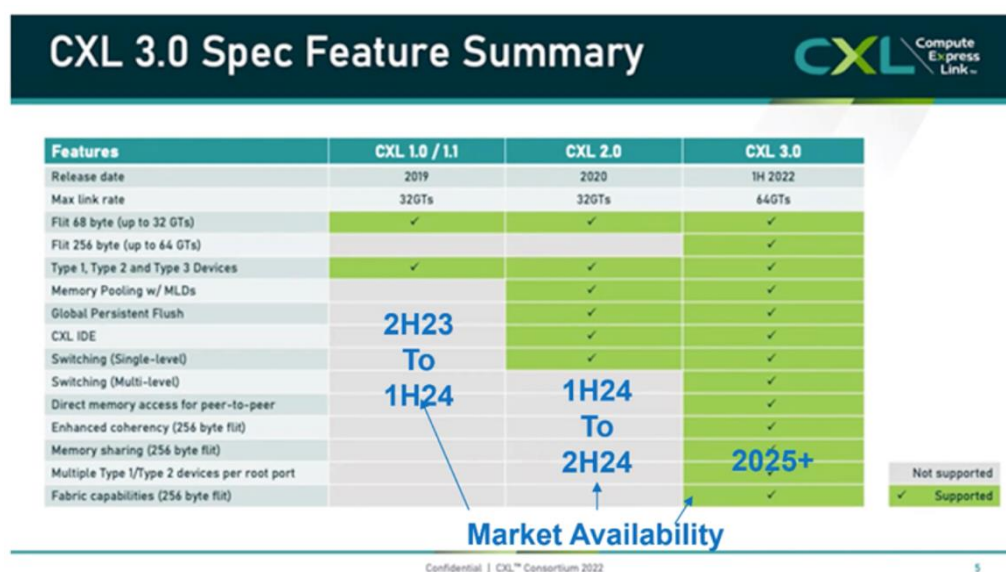 CXL 3.0 Spec Feature Summary
CXL Compute Express Link™
Features CXL 1.0 / 1.1 CXL 2.0 CXL 3.0
Release date 2019 2020 1H 2022
Max link rate 32GTs 32GTs 64GTs
Flit 68 byte (up to 32 GTs) ✓ ✓ ✓
Flit 256 byte (up to 64 GTs) ✓
Type 1, Type 2 and Type 3 Devices ✓ ✓ ✓
Memory Pooling w/ MLDs ✓ ✓
Global Persistent Flush ✓ ✓
CXL IDE ✓ ✓
Switching (Single-level) ✓ ✓
Switching (Multi-level) ✓
Direct memory access for peer-to-peer ✓
Enhanced coherency (256 byte flit) ✓
Memory sharing (256 byte flit) ✓
Multiple Type 1/Type 2 devices per root port ✓
Fabric capabilities (256 byte flit) ✓
2H23
To
1H24
1H24
To
2H24
2025+
Market Availability
Not supported
✓ Supported
Confidential | CXL™ Consortium 2022
5